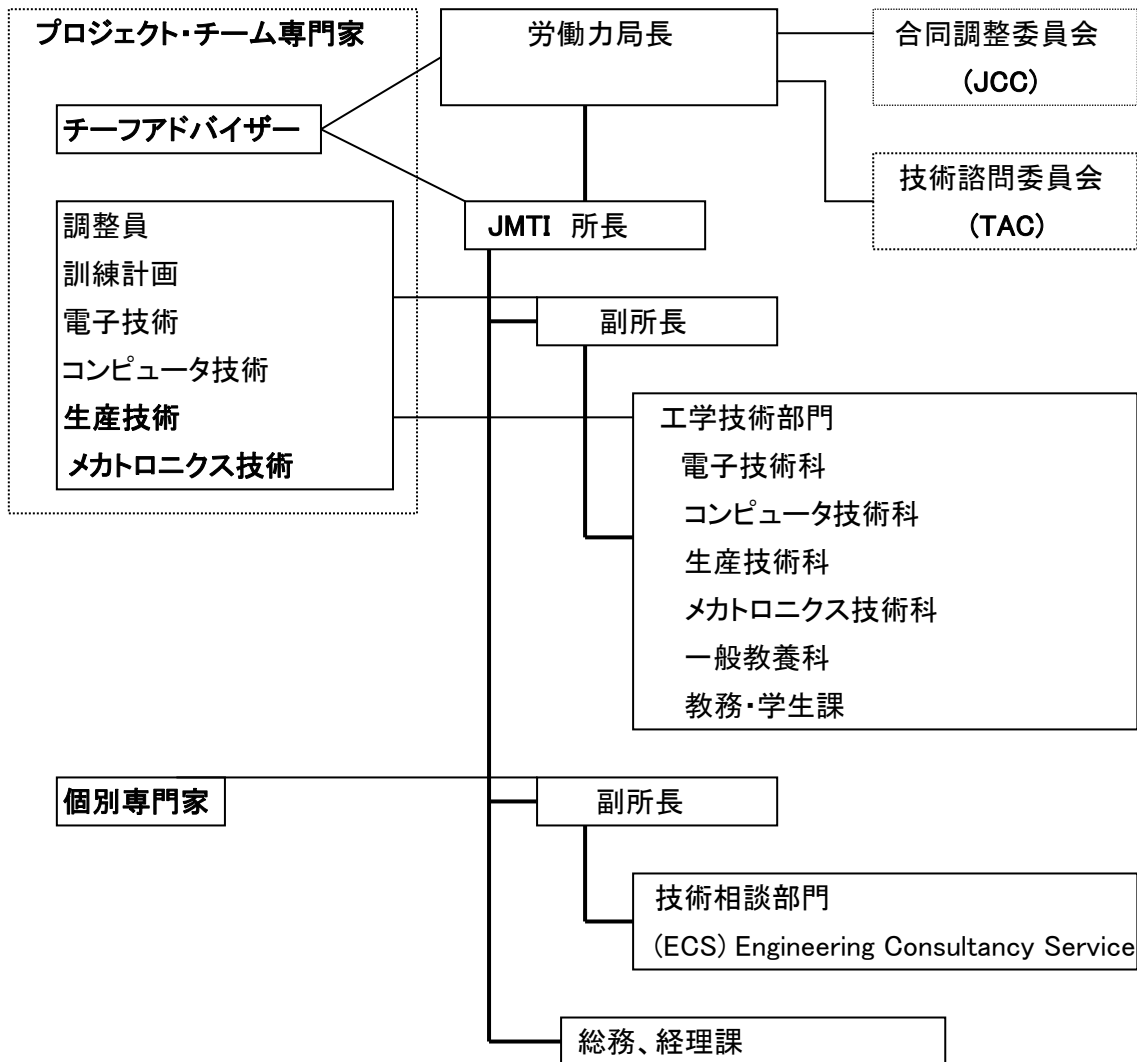 プロジェクト・チーム専門家
チーフアドバイザー
調整員
訓練計画
電子技術
コンピュータ技術
生産技術
メカトロニクス技術
労働力局長
合同調整委員会
(JCC)
技術諮問委員会
(TAC)
JMTI 所長
副所長
工学技術部門
電子技術科
コンピュータ技術科
生産技術科
メカトロニクス技術科
一般教養科
教務・学生課
個別専門家
副所長
技術相談部門
(ECS) Engineering Consultancy Service
総務、経理課